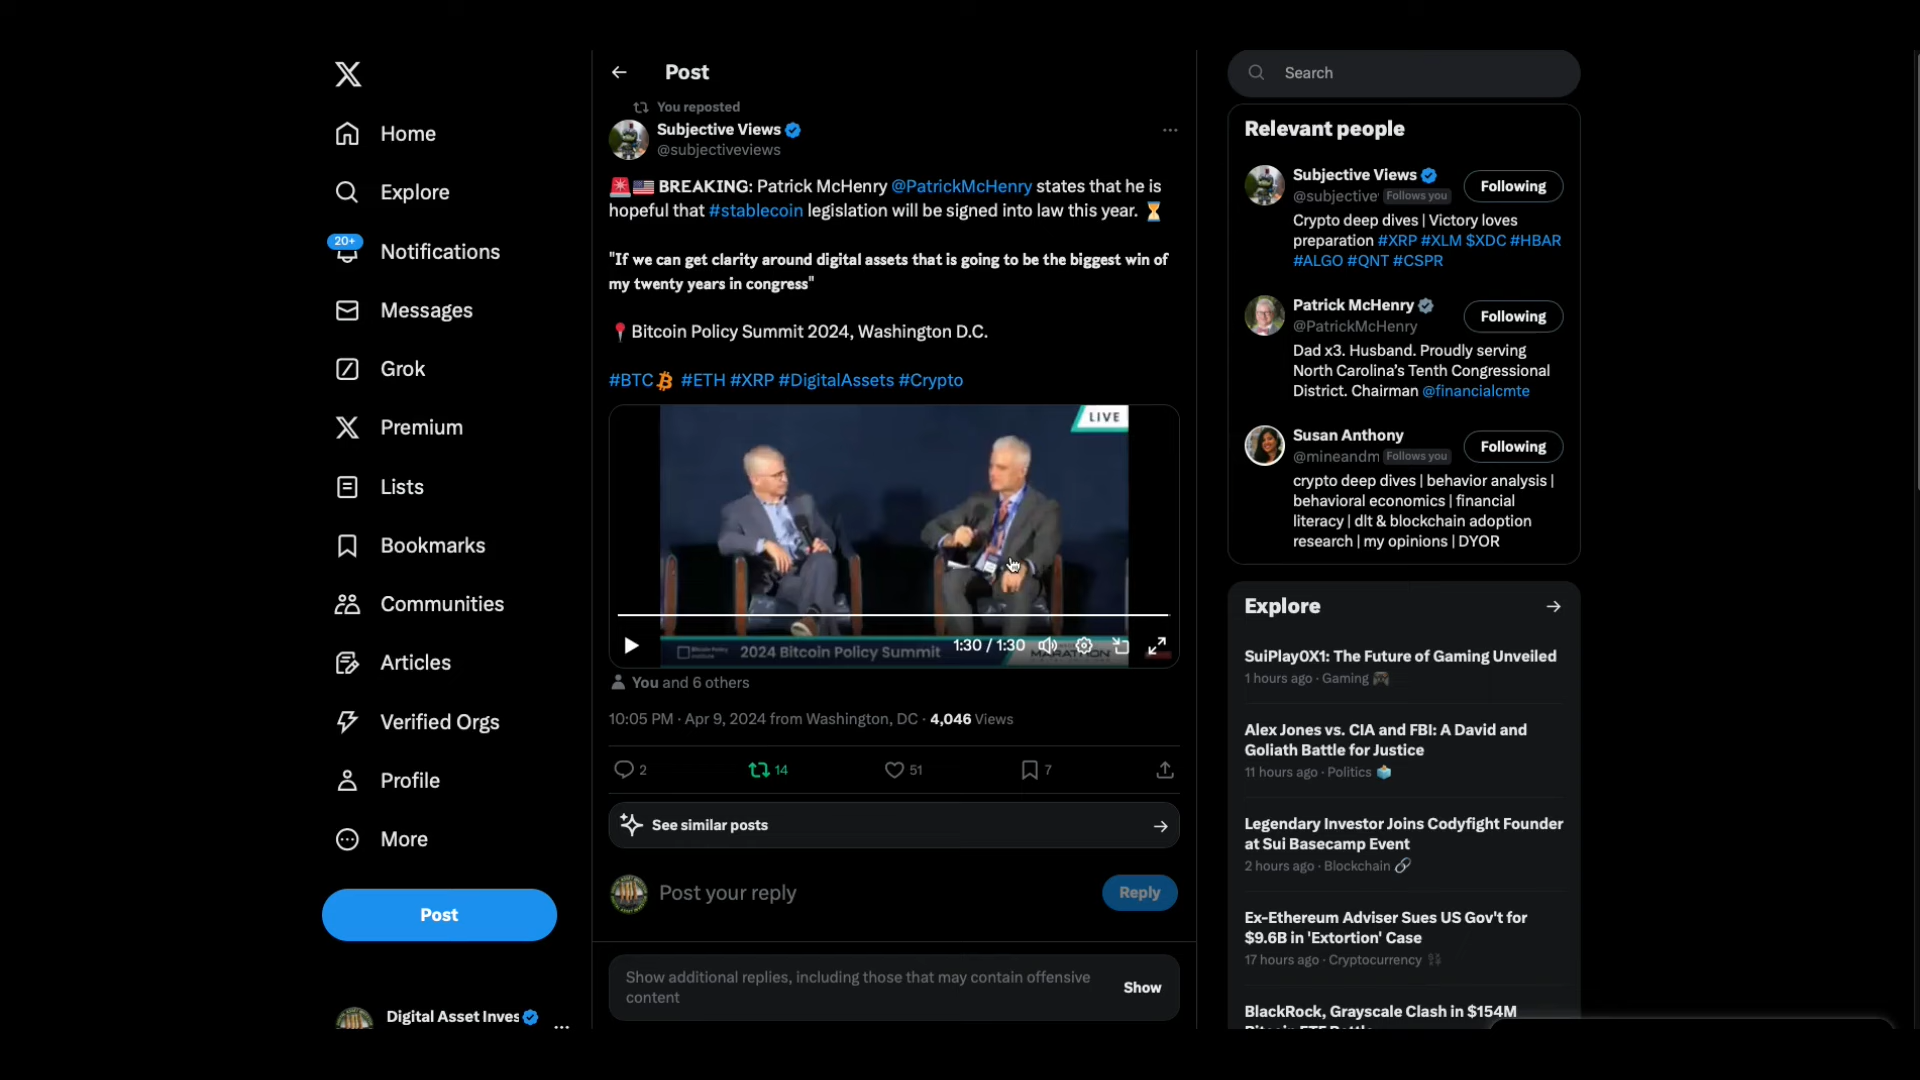 Home
Explore
20+
Notifications
Messages
Grok
Premium
Lists
Bookmarks
Communities
Articles
Verified Orgs
Profile
More
Post
Digital Asset Inves
Post
You reposted
Subjective Views
@subjectiveviews
🚨🇺🇸 BREAKING: Patrick McHenry @PatrickMcHenry states that he is
hopeful that #stablecoin legislation will be signed into law this year. ⏳
"If we can get clarity around digital assets that is going to be the biggest win of
my twenty years in congress"
📍Bitcoin Policy Summit 2024, Washington D.C.
#BTC #ETH #XRP #DigitalAssets #Crypto
LIVE
1:30 / 1:30
2024 Bitcoin Policy Summit
MARATHON
You and 6 others
10:05 PM · Apr 9, 2024 from Washington, DC · 4,046 Views
2
14
51
7
See similar posts
Post your reply
Reply
Show additional replies, including those that may contain offensive
content
Show
Search
Relevant people
Subjective Views
Following
@subjective Follows you
Crypto deep dives | Victory loves
preparation #XRP #XLM $XDC #HBAR
#ALGO #QNT #CSPR
Patrick McHenry
Following
@PatrickMcHenry
Dad x3. Husband. Proudly serving
North Carolina's Tenth Congressional
District. Chairman @financialcmte
Susan Anthony
Following
@mineandm Follows you
crypto deep dives | behavior analysis |
behavioral economics | financial
literacy | dlt & blockchain adoption
research | my opinions | DYOR
Explore
SuiPlay0X1: The Future of Gaming Unveiled
1 hours ago · Gaming 🎮
Alex Jones vs. CIA and FBI: A David and
Goliath Battle for Justice
11 hours ago · Politics 🗳️
Legendary Investor Joins Codyfight Founder
at Sui Basecamp Event
2 hours ago · Blockchain 🔗
Ex-Ethereum Adviser Sues US Gov't for
$9.6B in 'Extortion' Case
17 hours ago · Cryptocurrency
BlackRock, Grayscale Clash in $154M